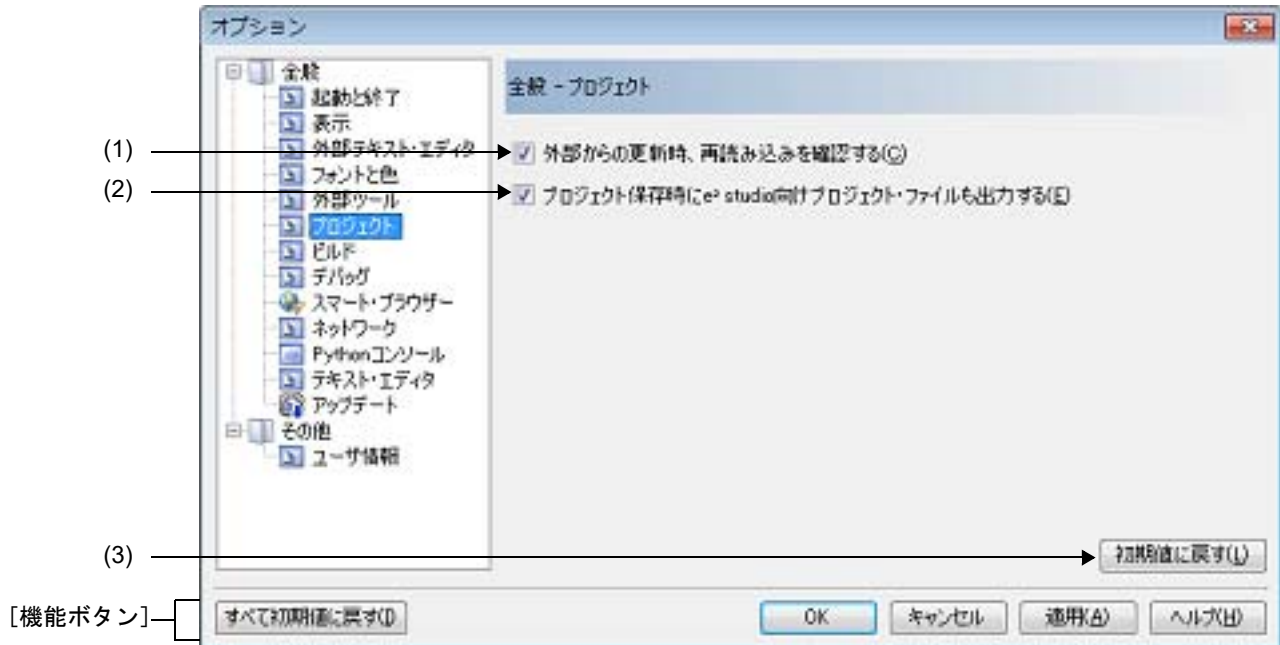 オプション
全般
起動と終了
表示
外部テキスト・エディタ
フォントと色
外部ツール
プロジェクト
ビルド
デバッグ
スマート・ブラウザー
ネットワーク
Pythonコンソール
テキスト・エディタ
アップデート
その他
ユーザ情報
全般 - プロジェクト
(1)
外部からの更新時、再読み込みを確認する(C)
(2)
プロジェクト保存時にe² studio向けプロジェクト・ファイルも出力する(E)
(3)
初期値に戻す(L)
[機能ボタン]
すべて初期値に戻す(I)
OK
キャンセル
適用(A)
ヘルプ(H)